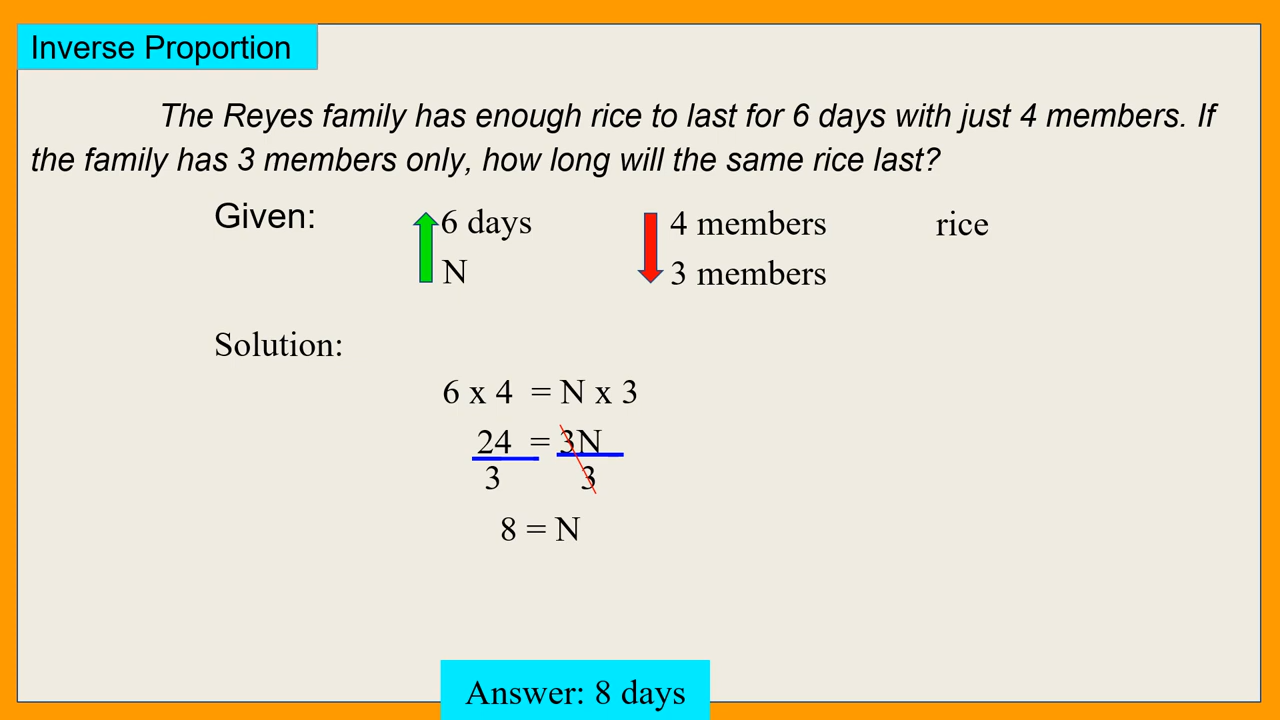 Inverse Proportion
The Reyes family has enough rice to last for 6 days with just 4 members. If
the family has 3 members only, how long will the same rice last?
Given: 6 days 4 members rice
N 3 members
Solution:
6 x 4 = N x 3
24 = 3N
3 3
8 = N
Answer: 8 days